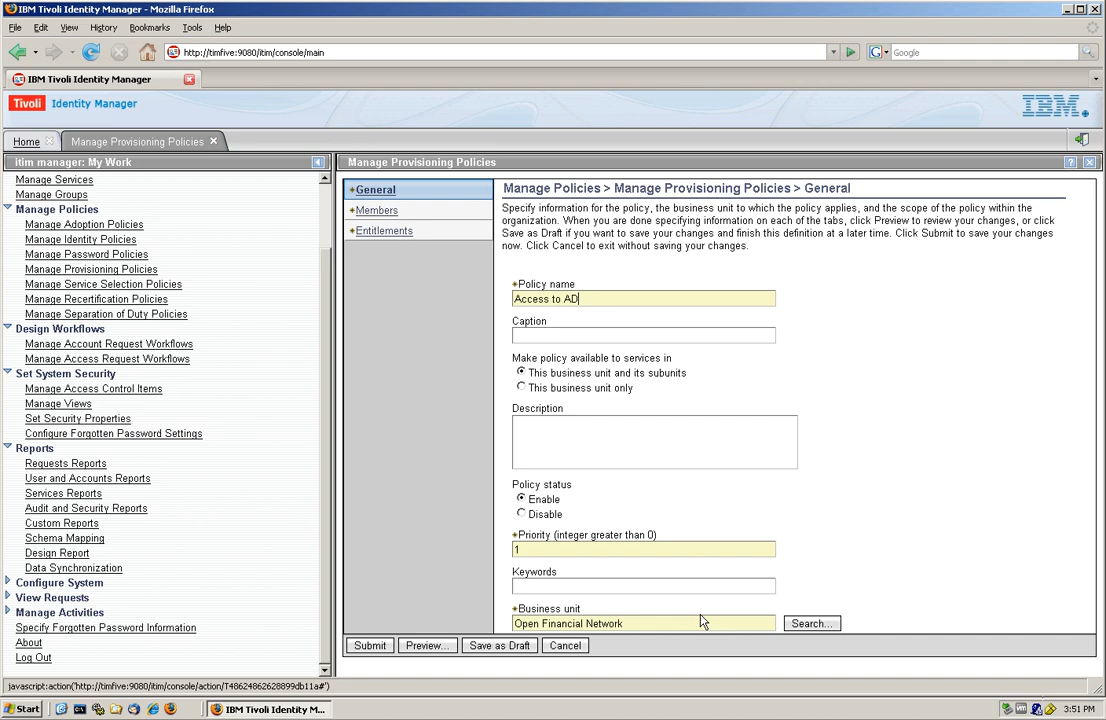 IBM Tivoli Identity Manager - Mozilla Firefox
File Edit View History Bookmarks Tools Help
http://timfive:9080/itim/console/main
G Google
IBM Tivoli Identity Manager
Tivoli Identity Manager
IBM.
Home Manage Provisioning Policies
itim manager: My Work
Manage Services
Manage Groups
Manage Policies
Manage Adoption Policies
Manage Identity Policies
Manage Password Policies
Manage Provisioning Policies
Manage Service Selection Policies
Manage Recertification Policies
Manage Separation of Duty Policies
Design Workflows
Manage Account Request Workflows
Manage Access Request Workflows
Set System Security
Manage Access Control Items
Manage Views
Set Security Properties
Configure Forgotten Password Settings
Reports
Requests Reports
User and Accounts Reports
Services Reports
Audit and Security Reports
Custom Reports
Schema Mapping
Design Report
Data Synchronization
Configure System
View Requests
Manage Activities
Specify Forgotten Password Information
About
Log Out
Manage Provisioning Policies
?
General
Members
Entitlements
Manage Policies > Manage Provisioning Policies > General
Specify information for the policy, the business unit to which the policy applies, and the scope of the policy within the
organization. When you are done specifying information on each of the tabs, click Preview to review your changes, or click
Save as Draft if you want to save your changes and finish this definition at a later time. Click Submit to save your changes
now. Click Cancel to exit without saving your changes.
Policy name
Access to AD
Caption
Make policy available to services in
This business unit and its subunits
This business unit only
Description
Policy status
Enable
Disable
Priority (integer greater than 0)
1
Keywords
Business unit
Open Financial Network
Search...
Submit Preview... Save as Draft Cancel
javascript:action('http://timfive:9080/itim/console/action/T48624862628899db11a#')
Start IBM Tivoli Identity M... 3:51 PM